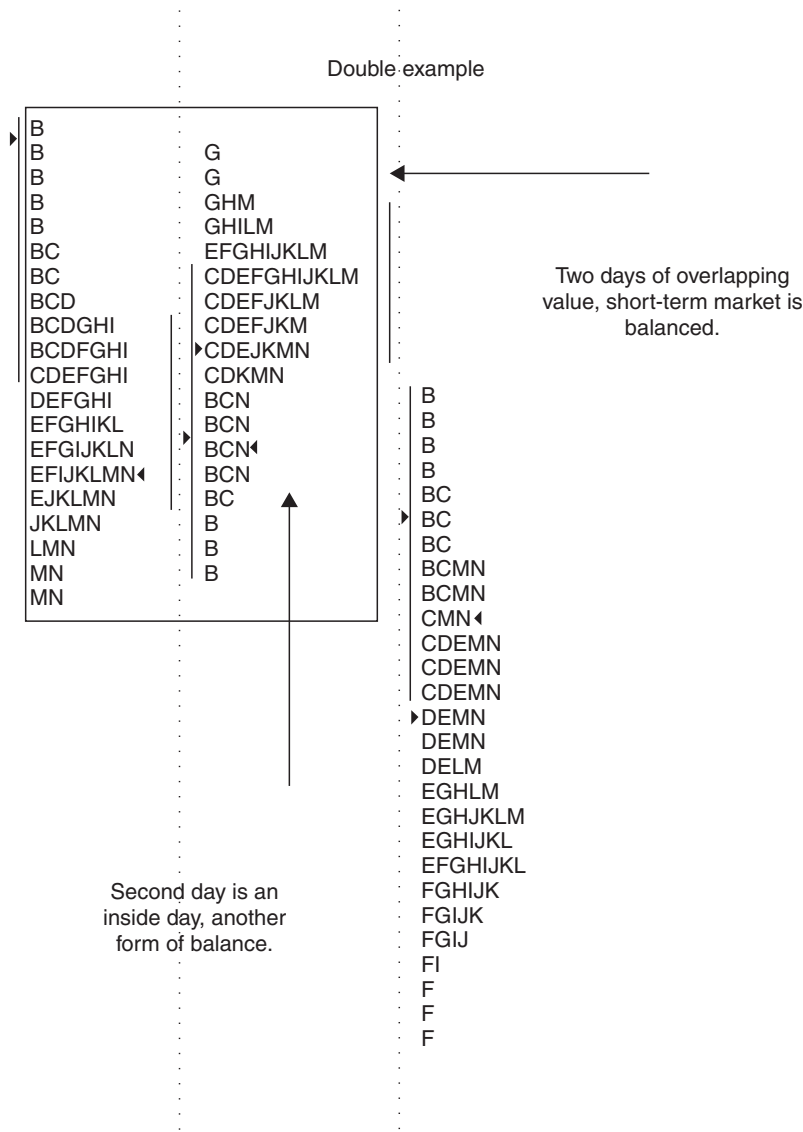 Double example
B
B
B
B
B
BC
BC
BCD
BCDGHI
BCDFGHI
CDEFGHI
DEFGHI
EFGHIKL
EFGIJKLN
EFIJKLMN
EJKLMN
JKLMN
LMN
MN
MN
G
G
GHM
GHILM
EFGHIJKLM
CDEFGHIJKLM
CDEFJKLM
CDEFJKM
CDEJKMN
CDKMN
BCN
BCN
BCN
BCN
BC
B
B
B
Two days of overlapping
value, short-term market is
balanced.
B
B
B
B
BC
BC
BC
BCMN
BCMN
CMN
CDEMN
CDEMN
CDEMN
DEMN
DEMN
DELM
EGHLM
EGHJKLM
EGHIJKL
EFGHIJKL
FGHIJK
FGIJK
FGIJ
FI
F
F
F
Second day is an
inside day, another
form of balance.